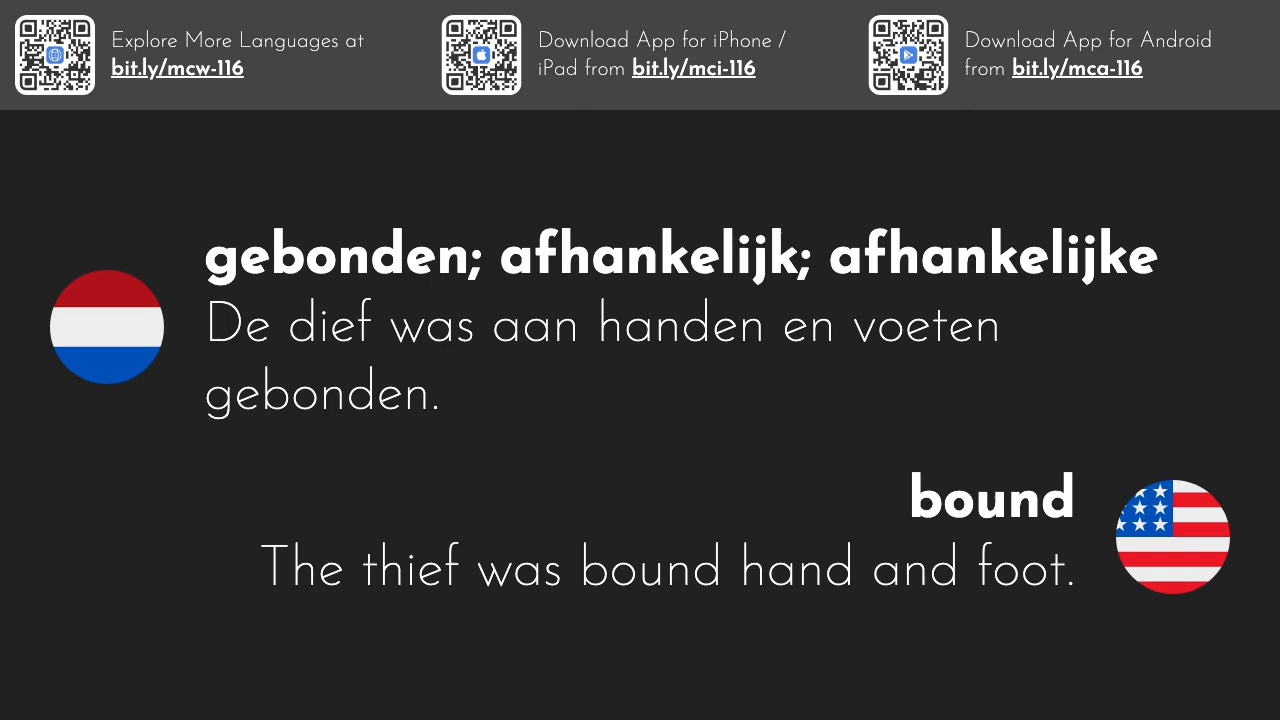 Explore More Languages at
bit.ly/mcw-116
Download App for iPhone /
iPad from bit.ly/mci-116
Download App for Android
from bit.ly/mca-116
gebonden; afhankelijk; afhankelijke
De dief was aan handen en voeten
gebonden.
bound
The thief was bound hand and foot.